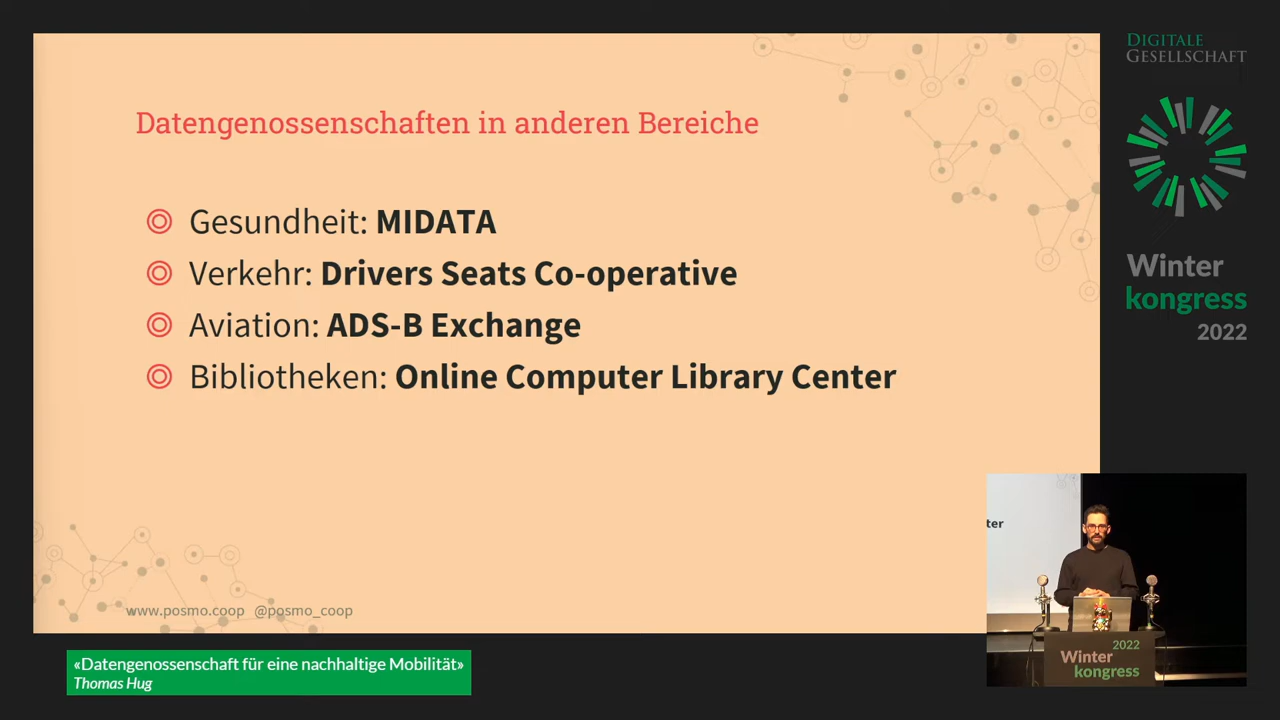 Datengenossenschaften in anderen Bereiche
Gesundheit: MIDATA
Verkehr: Drivers Seats Co-operative
Aviation: ADS-B Exchange
Bibliotheken: Online Computer Library Center
www.posmo.coop @posmo_coop
DIGITALE
GESELLSCHAFT
Winter
kongress
2022
ter
2022
Winter
kongress
«Datengenossenschaft für eine nachhaltige Mobilität»
Thomas Hug